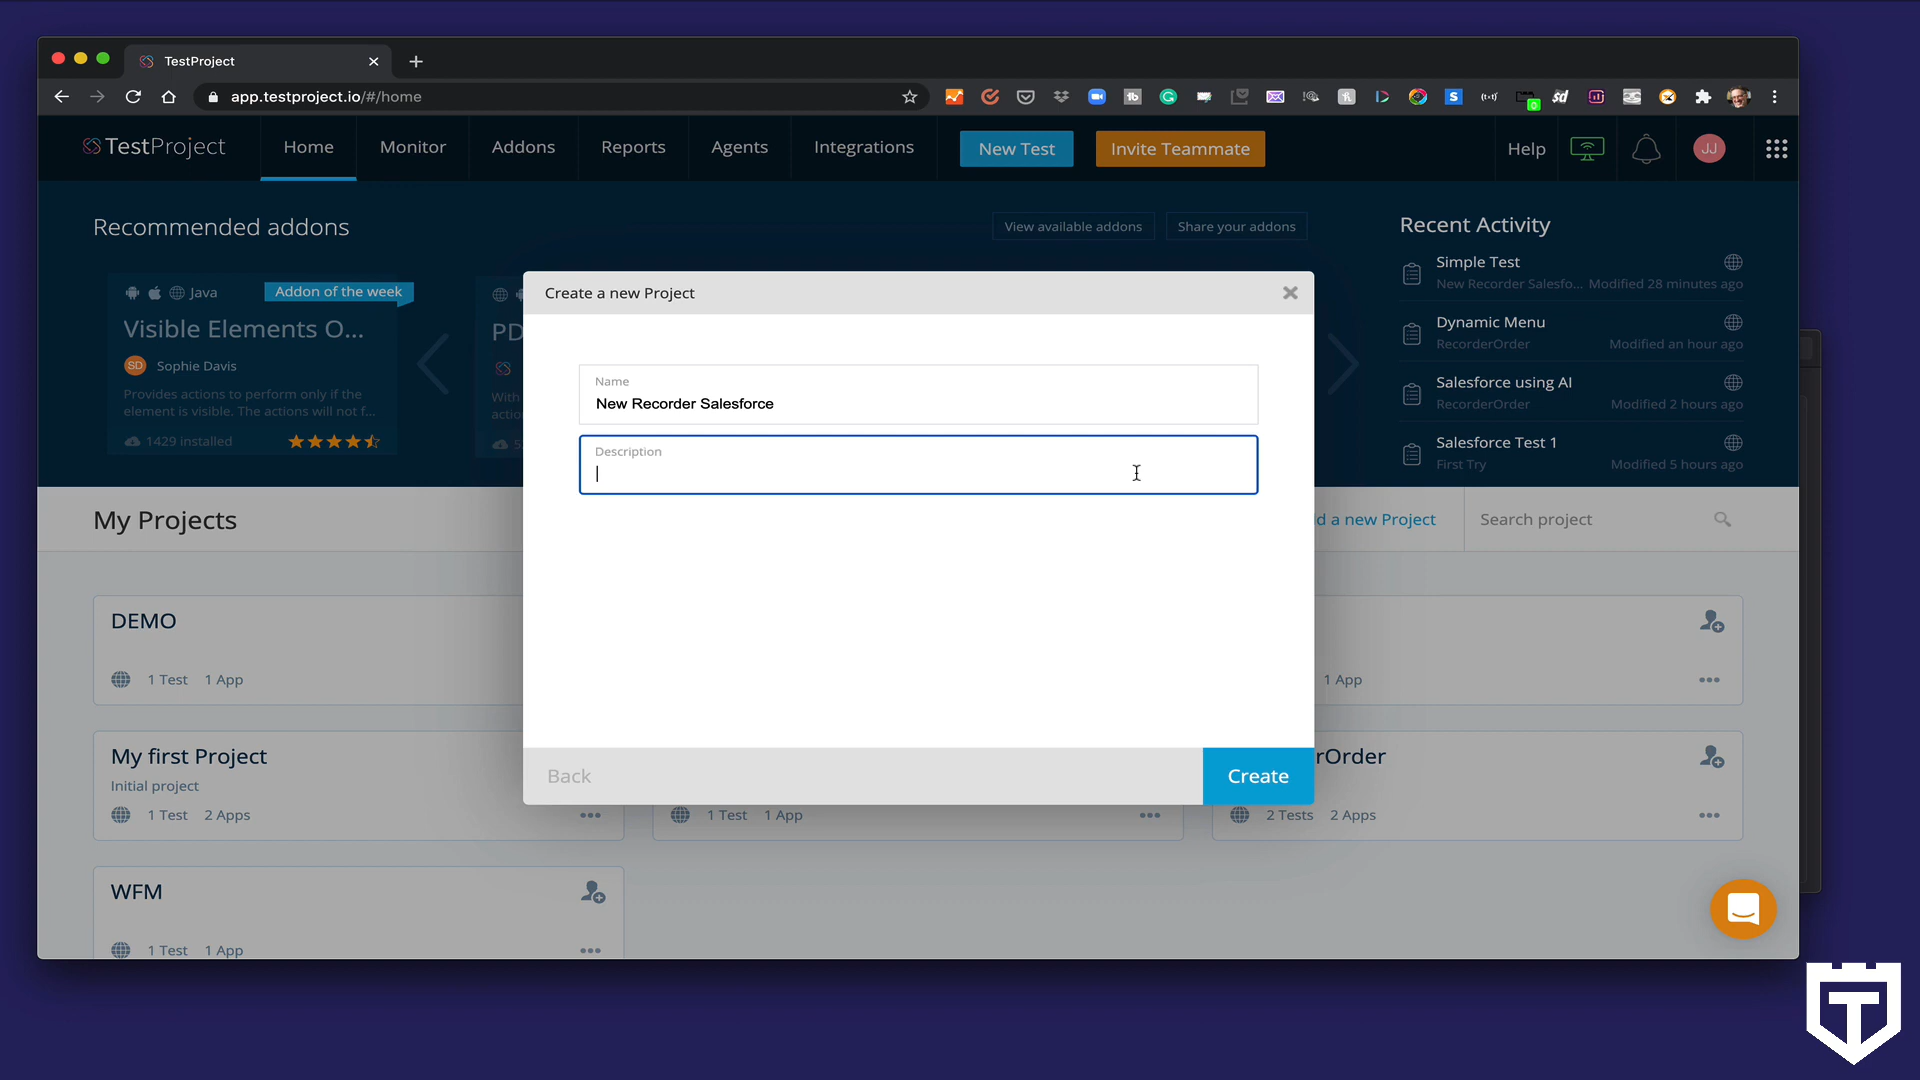 TestProject
app.testproject.io/#/home
TestProject
Home
Monitor
Addons
Reports
Agents
Integrations
New Test
Invite Teammate
Help
JJ
Recommended addons
View available addons
Share your addons
Java
Addon of the week
Visible Elements O...
SD
Sophie Davis
Provides actions to perform only if the
element is visible. The actions will not f...
1429 installed
PD
With
actio
5
Recent Activity
Simple Test
New Recorder Salesfo... Modified 28 minutes ago
Dynamic Menu
RecorderOrder Modified an hour ago
Salesforce using AI
RecorderOrder Modified 2 hours ago
Salesforce Test 1
First Try Modified 5 hours ago
Create a new Project
Name
New Recorder Salesforce
Description
Back
Create
My Projects
d a new Project
Search project
DEMO
1 Test 1 App
1 App
My first Project
Initial project
1 Test 2 Apps
1 Test 1 App
rOrder
2 Tests 2 Apps
WFM
1 Test 1 App